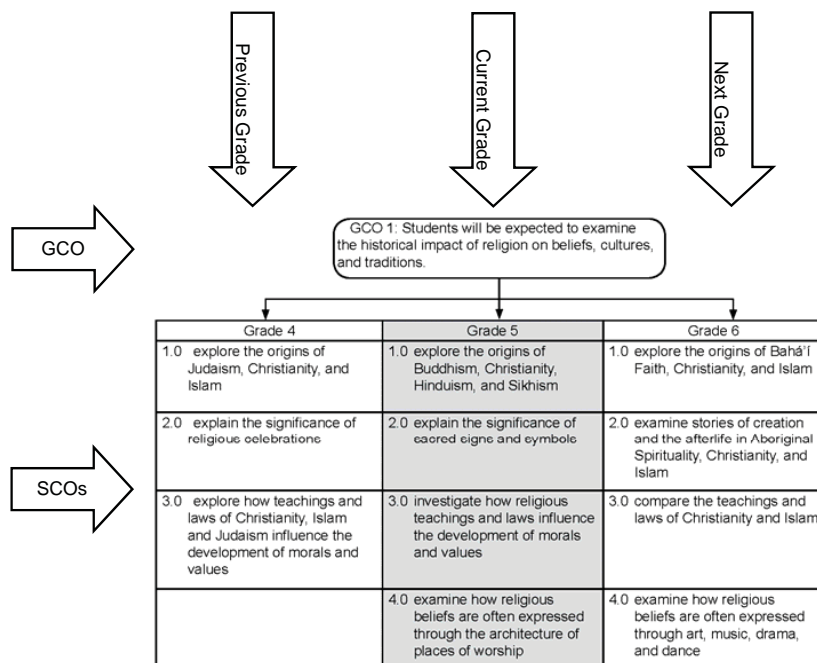 Previous Grade
Current Grade
Next Grade
GCO
GCO 1: Students will be expected to examine
the historical impact of religion on beliefs, cultures,
and traditions.
Grade 4
Grade 5
Grade 6
1.0 explore the origins of
Judaism, Christianity, and
Islam
1.0 explore the origins of
Buddhism, Christianity,
Hinduism, and Sikhism
1.0 explore the origins of Bahá'í
Faith, Christianity, and Islam
SCOs
2.0 explain the significance of
religious celebrations
2.0 explain the significance of
sacred signs and symbols
2.0 examine stories of creation
and the afterlife in Aboriginal
Spirituality, Christianity, and
Islam
3.0 explore how teachings and
laws of Christianity, Islam
and Judaism influence the
development of morals and
values
3.0 investigate how religious
teachings and laws influence
the development of morals
and values
3.0 compare the teachings and
laws of Christianity and Islam
4.0 examine how religious
beliefs are often expressed
through the architecture of
places of worship
4.0 examine how religious
beliefs are often expressed
through art, music, drama,
and dance